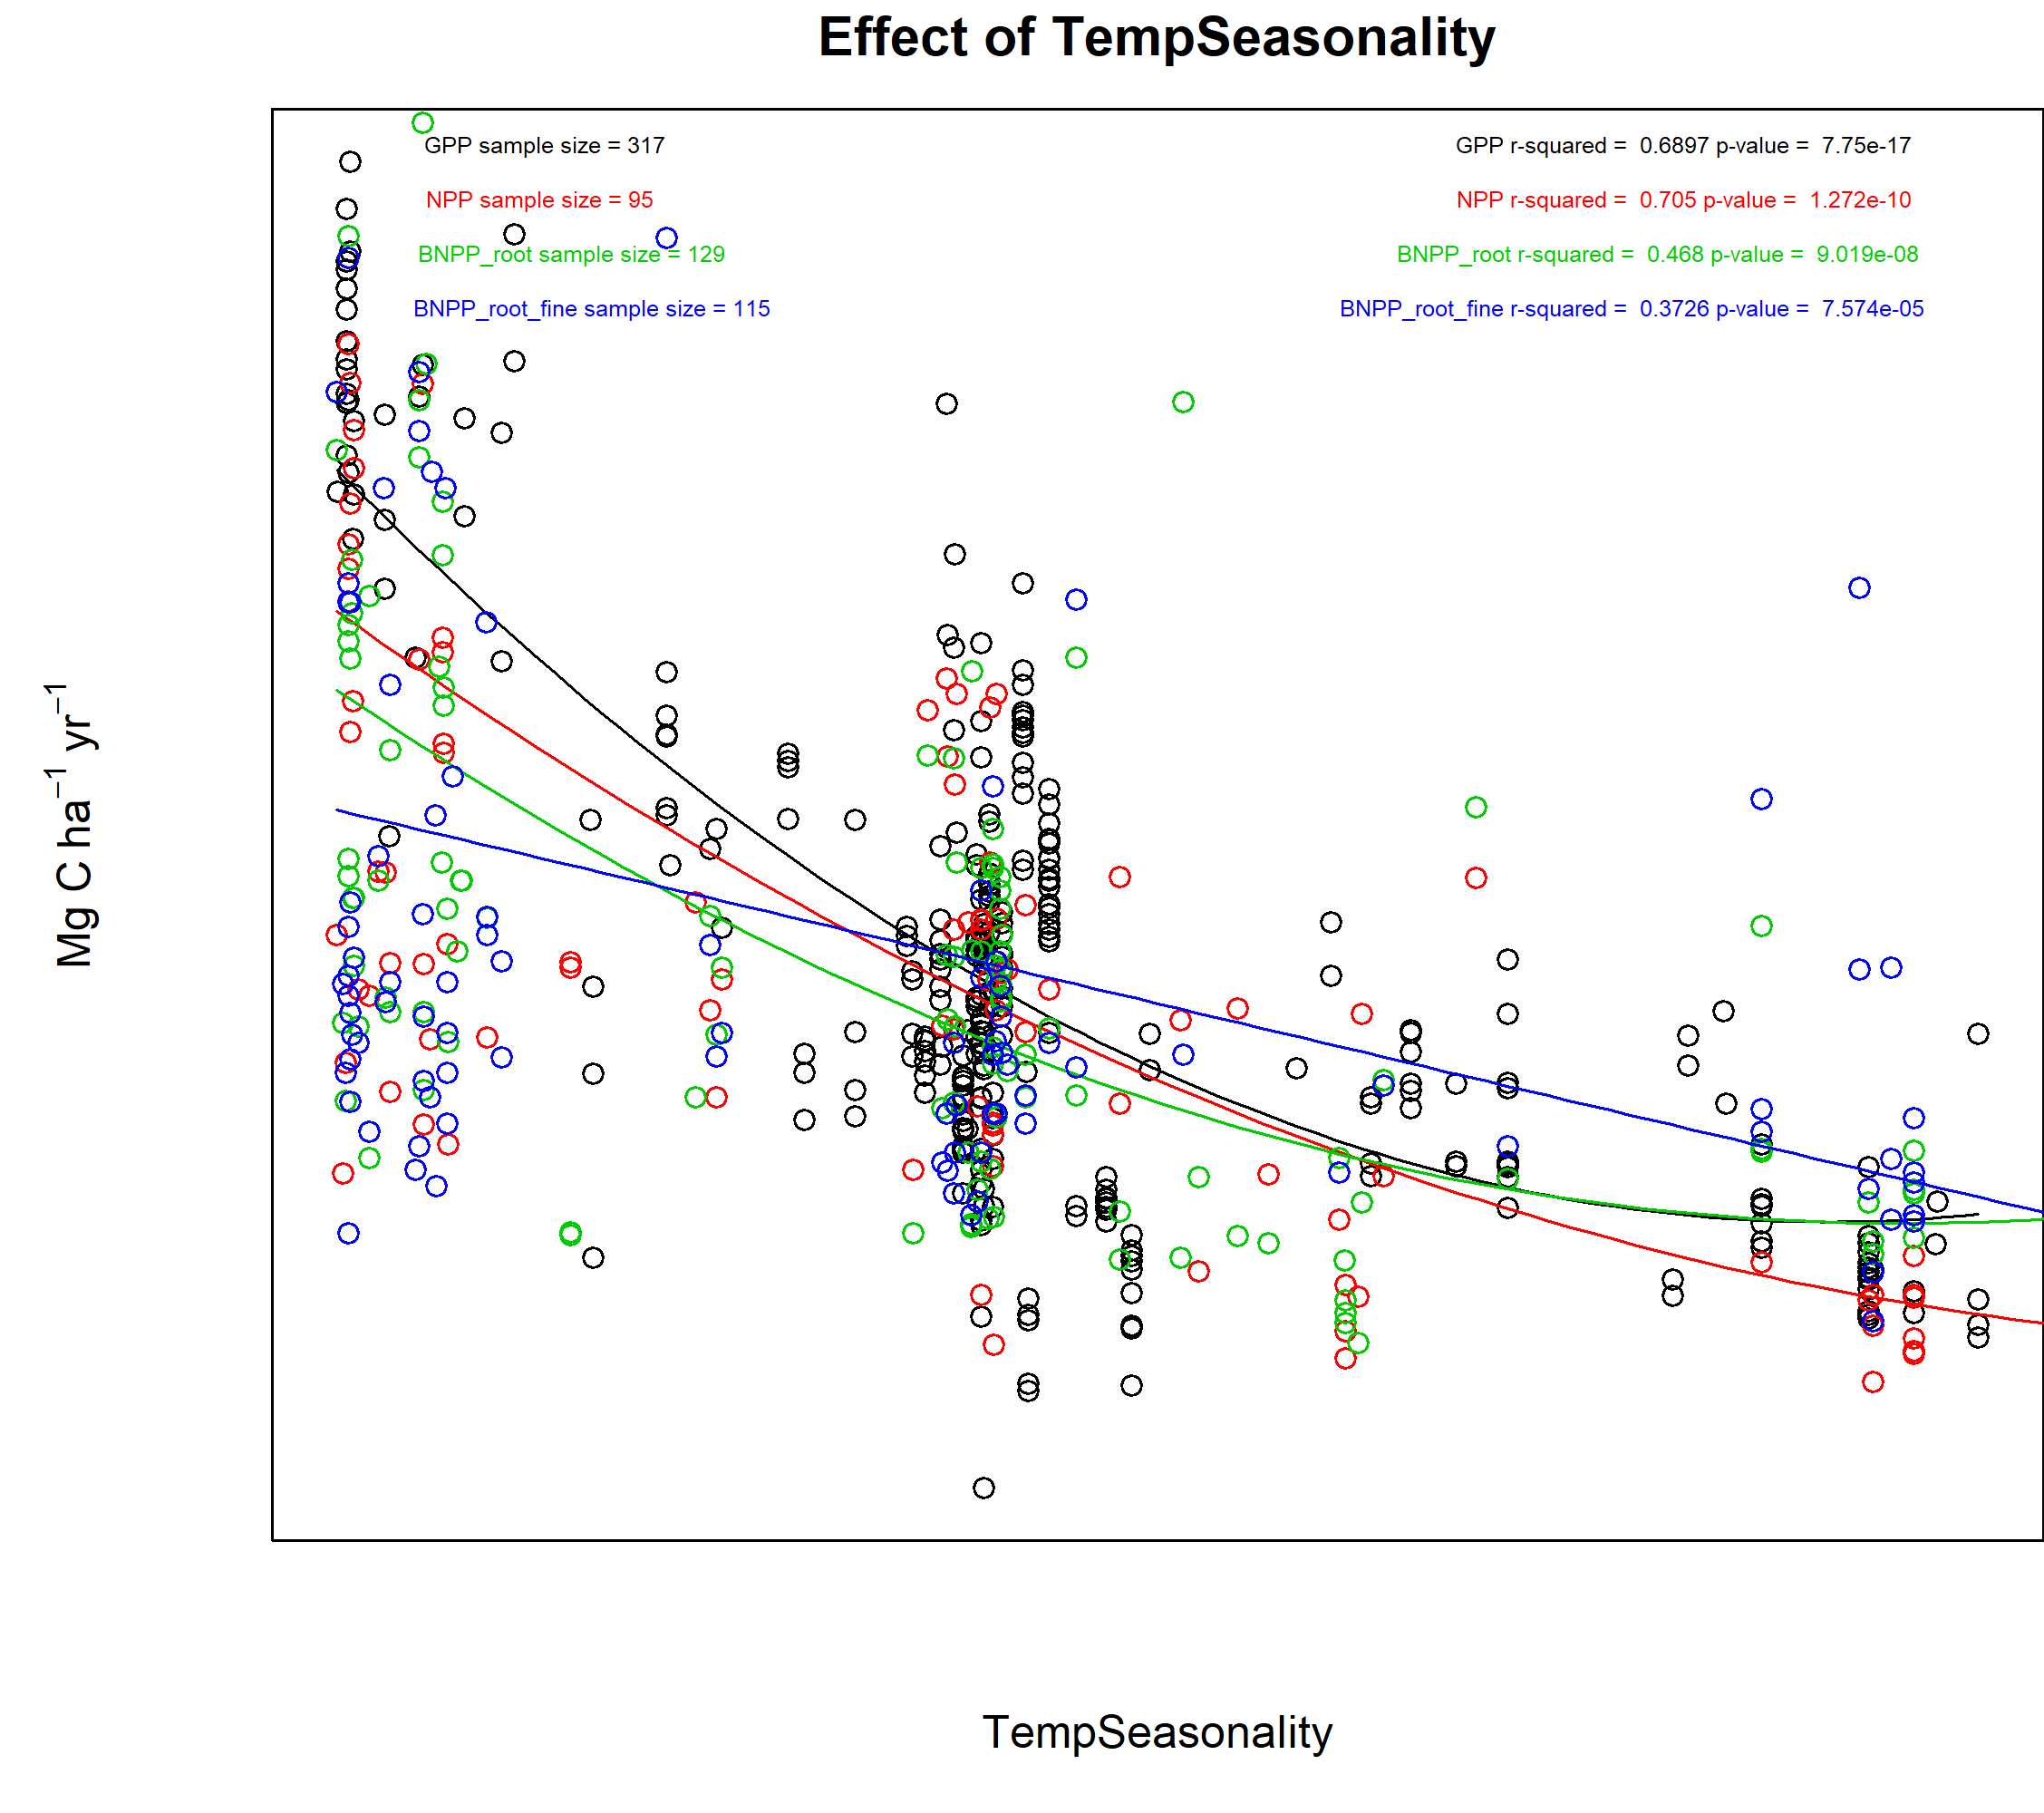 Effect of TempSeasonality
GPP sample size = 317
GPP r-squared = 0.6897 p-value = 7.75e-17
NPP sample size = 95
NPP r-squared = 0.705 p-value = 1.272e-10
BNPP_root sample size = 129
BNPP_root r-squared = 0.468 p-value = 9.019e-08
BNPP_root_fine sample size = 115
BNPP_root_fine r-squared = 0.3726 p-value = 7.574e-05
Mg C ha⁻¹ yr⁻¹
TempSeasonality